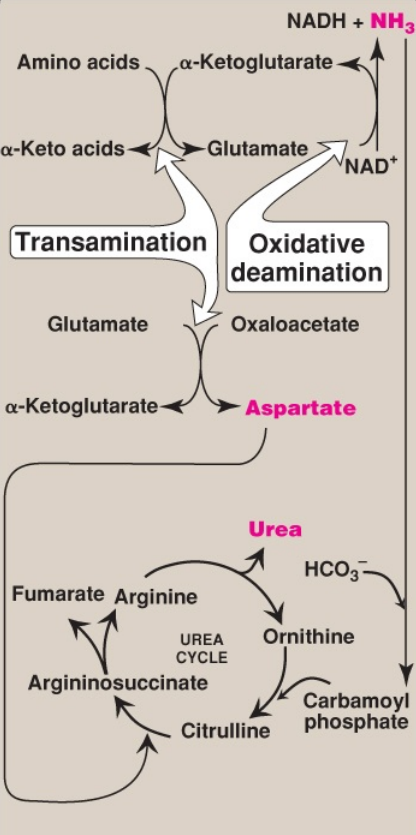 NADH + NH₃
Amino acids α-Ketoglutarate
α-Keto acids Glutamate
NAD⁺
Transamination
Oxidative
deamination
Glutamate Oxaloacetate
α-Ketoglutarate Aspartate
Urea
HCO₃⁻
Fumarate Arginine
UREA
CYCLE
Ornithine
Argininosuccinate
Carbamoyl
phosphate
Citrulline